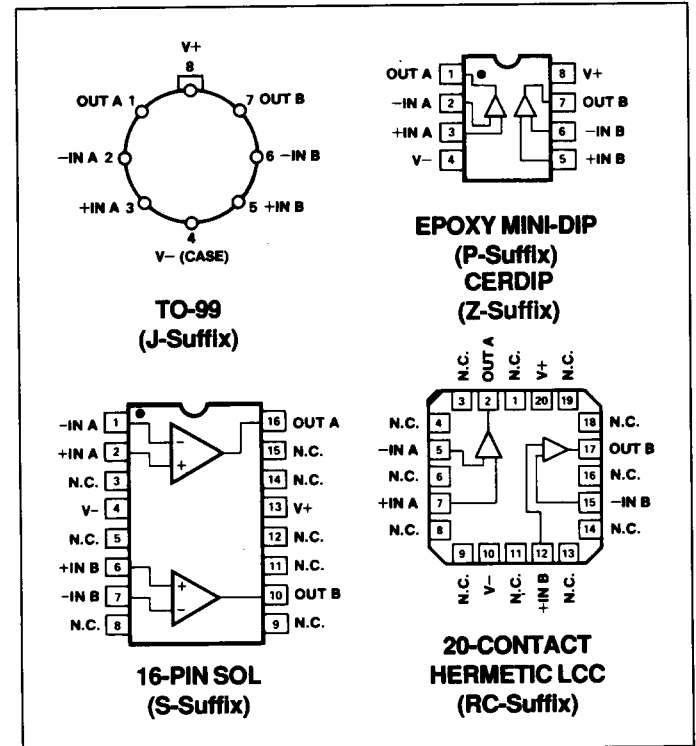 V+
8
OUT A 1
7 OUT B
-IN A 2
6 -IN B
+IN A 3
5 +IN B
4
V- (CASE)
TO-99
(J-Suffix)
OUT A 1
8 V+
-IN A 2
7 OUT B
+IN A 3
6 -IN B
V- 4
5 +IN B
EPOXY MINI-DIP
(P-Suffix)
CERDIP
(Z-Suffix)
-IN A 1
16 OUT A
+IN A 2
15 N.C.
N.C. 3
14 N.C.
V- 4
13 V+
N.C. 5
12 N.C.
+IN B 6
11 N.C.
-IN B 7
10 OUT B
N.C. 8
9 N.C.
-
+
+
-
16-PIN SOL
(S-Suffix)
N.C. OUT A N.C. V+ N.C.
3 2 1 20 19
N.C. 4
18 N.C.
-IN A 5
17 OUT B
N.C. 6
16 N.C.
+IN A 7
15 -IN B
N.C. 8
14 N.C.
9 10 11 12 13
N.C. V- N.C. +IN B N.C.
20-CONTACT
HERMETIC LCC
(RC-Suffix)